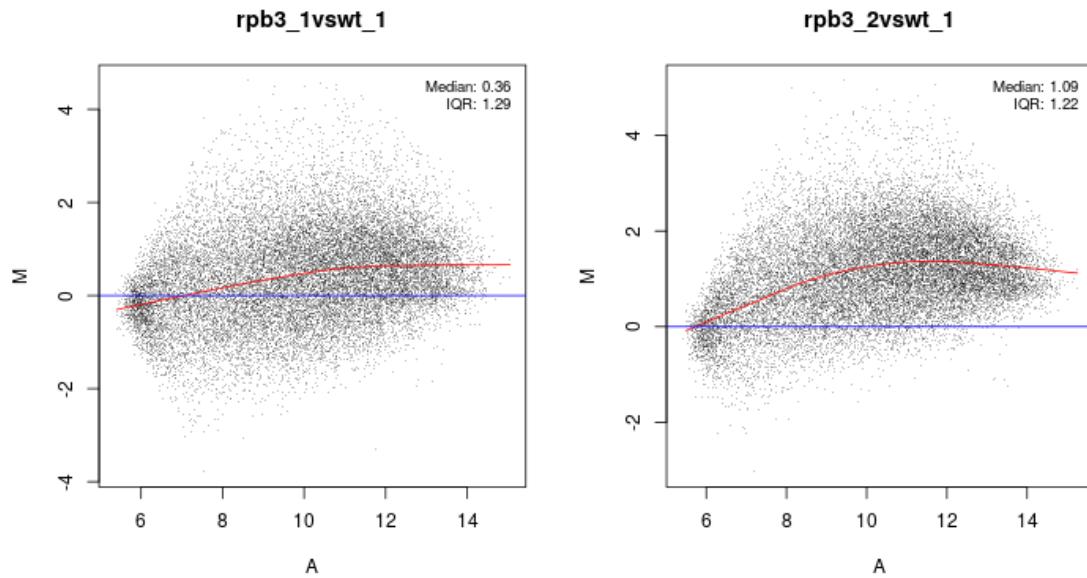 rpb3_1vswt_1
Median: 0.36
IQR: 1.29
4
2
0
-2
-4
M
6 8 10 12 14
A
rpb3_2vswt_1
Median: 1.09
IQR: 1.22
4
2
0
-2
M
6 8 10 12 14
A